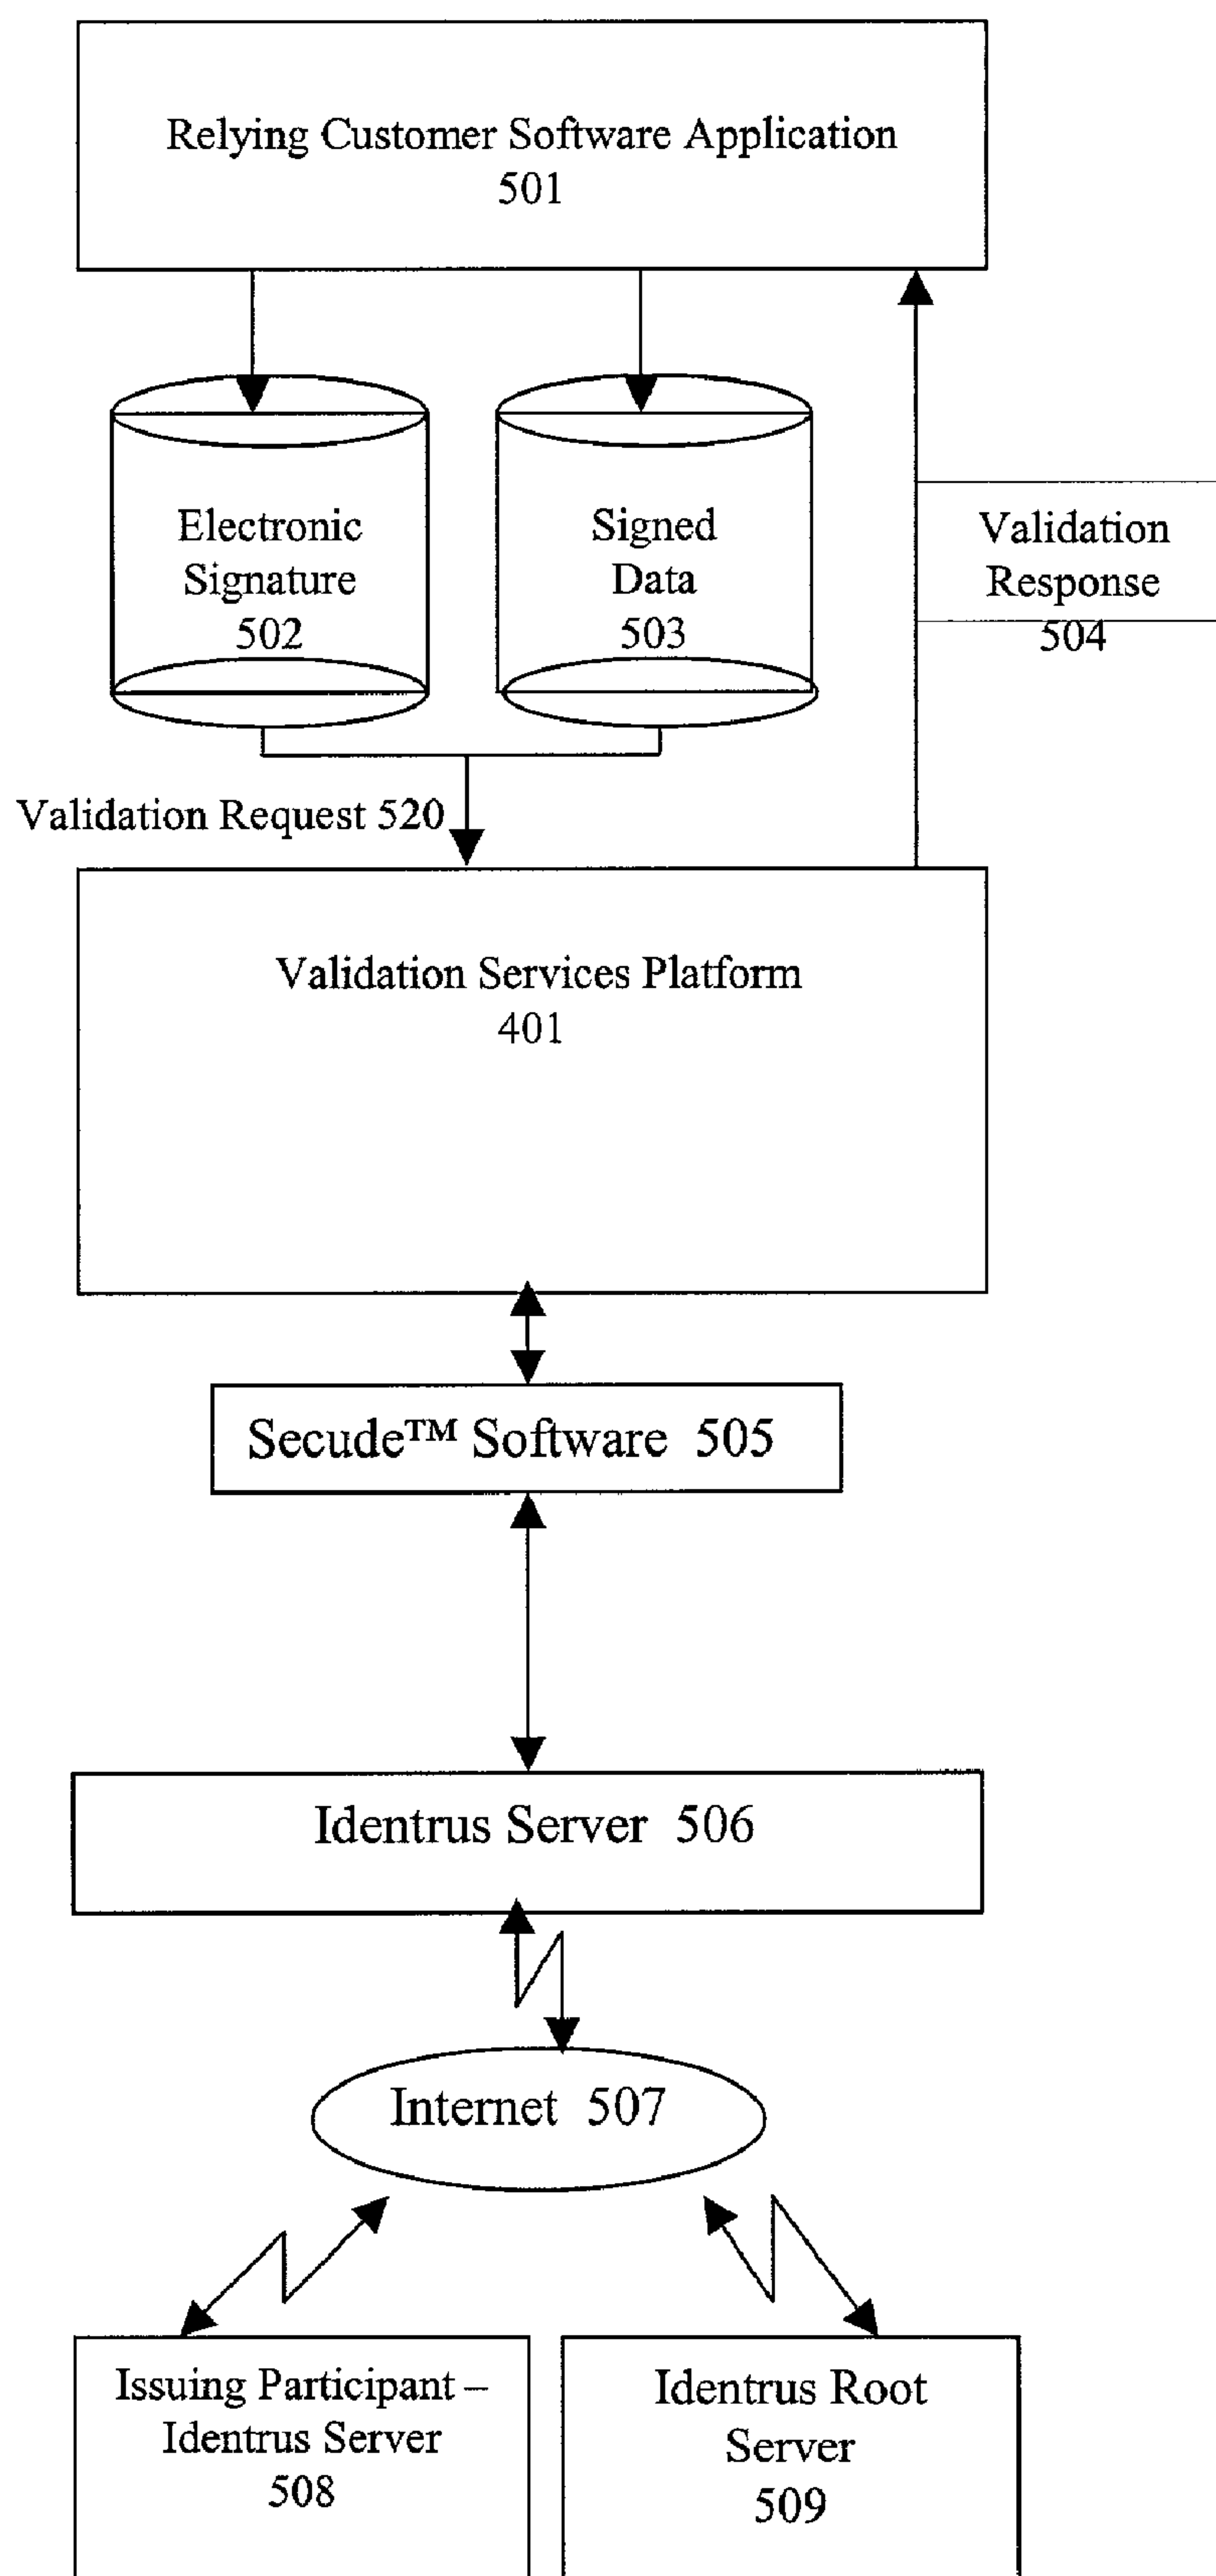 Relying Customer Software Application
501
Electronic
Signature
502
Signed
Data
503
Validation
Response
504
Validation Request 520
Validation Services Platform
401
Secude™ Software 505
Identrus Server 506
Internet 507
Issuing Participant –
Identrus Server
508
Identrus Root
Server
509